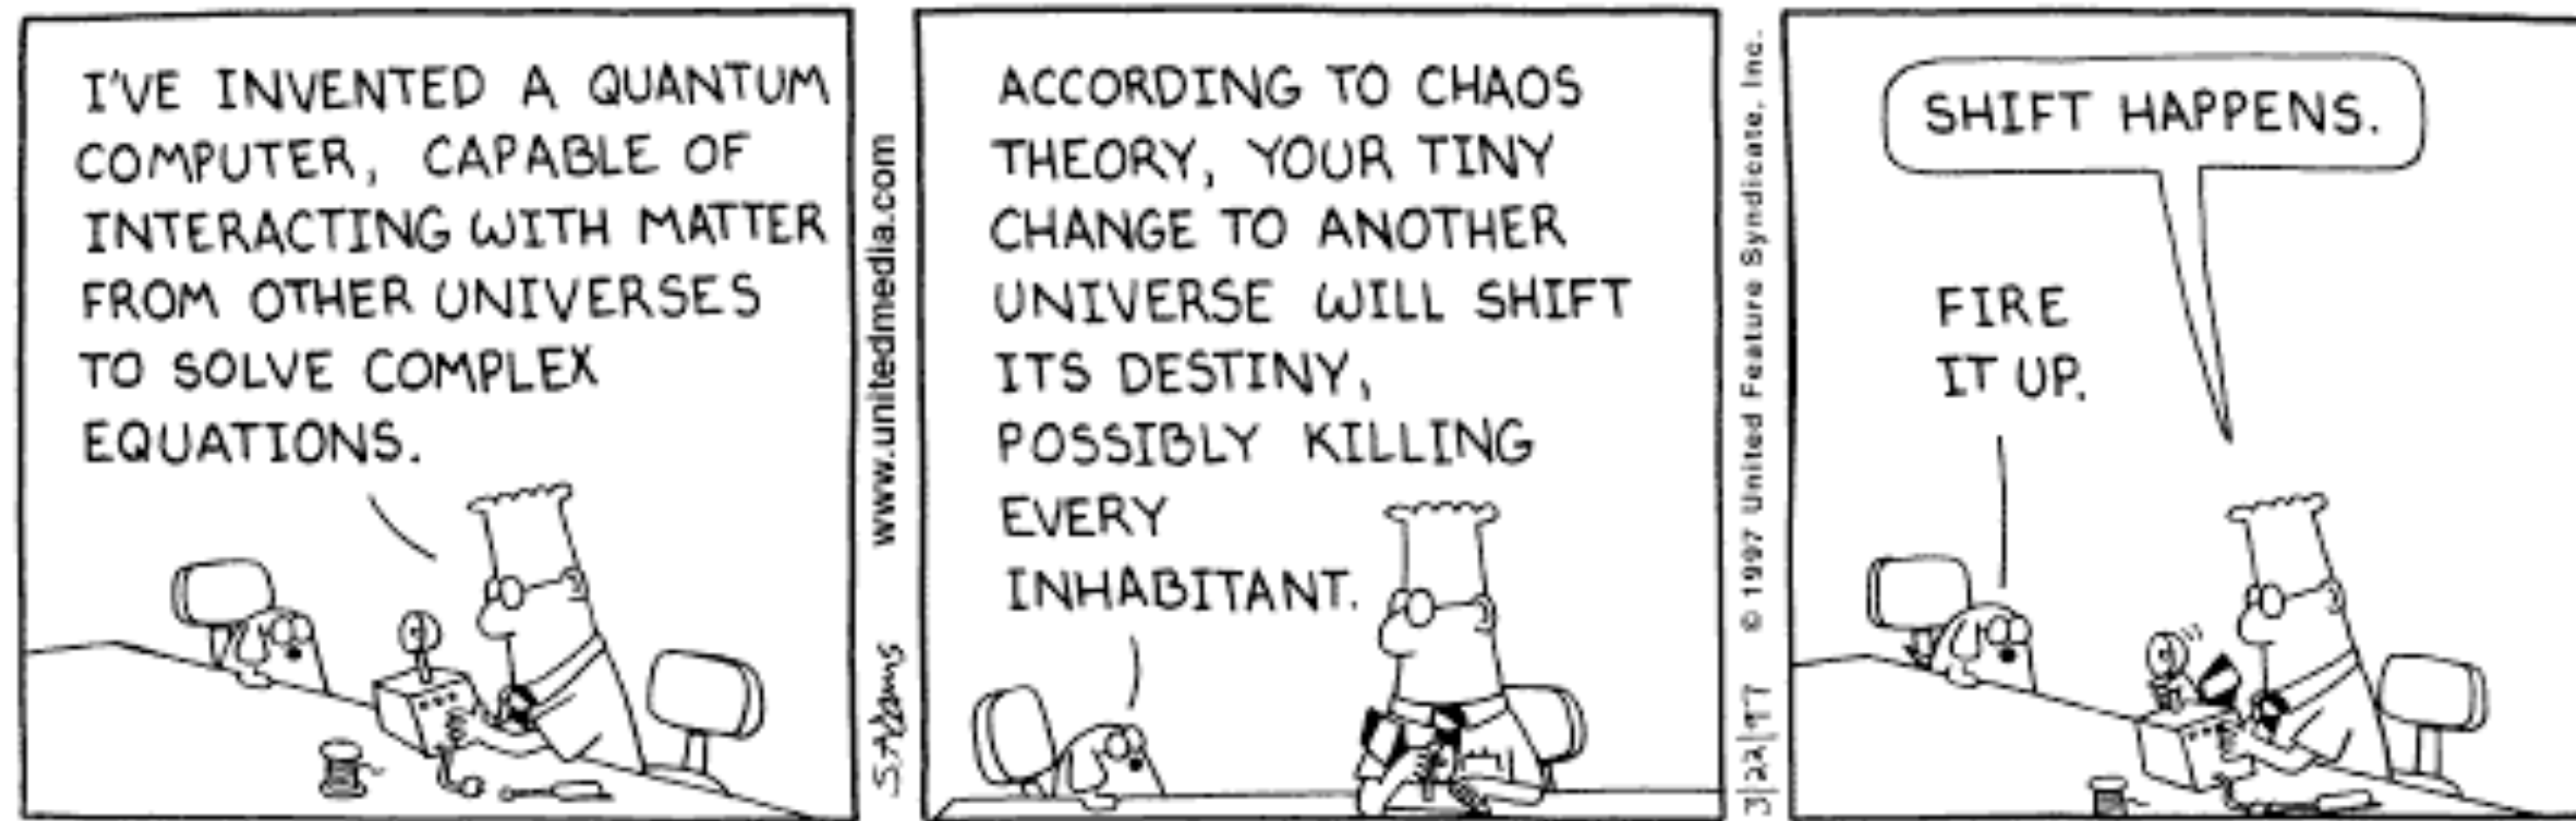 I'VE INVENTED A QUANTUM
COMPUTER, CAPABLE OF
INTERACTING WITH MATTER
FROM OTHER UNIVERSES
TO SOLVE COMPLEX
EQUATIONS.
S.Adams
www.unitedmedia.com
ACCORDING TO CHAOS
THEORY, YOUR TINY
CHANGE TO ANOTHER
UNIVERSE WILL SHIFT
ITS DESTINY,
POSSIBLY KILLING
EVERY
INHABITANT.
3/22/97 © 1997 United Feature Syndicate, Inc.
SHIFT HAPPENS.
FIRE
IT UP.